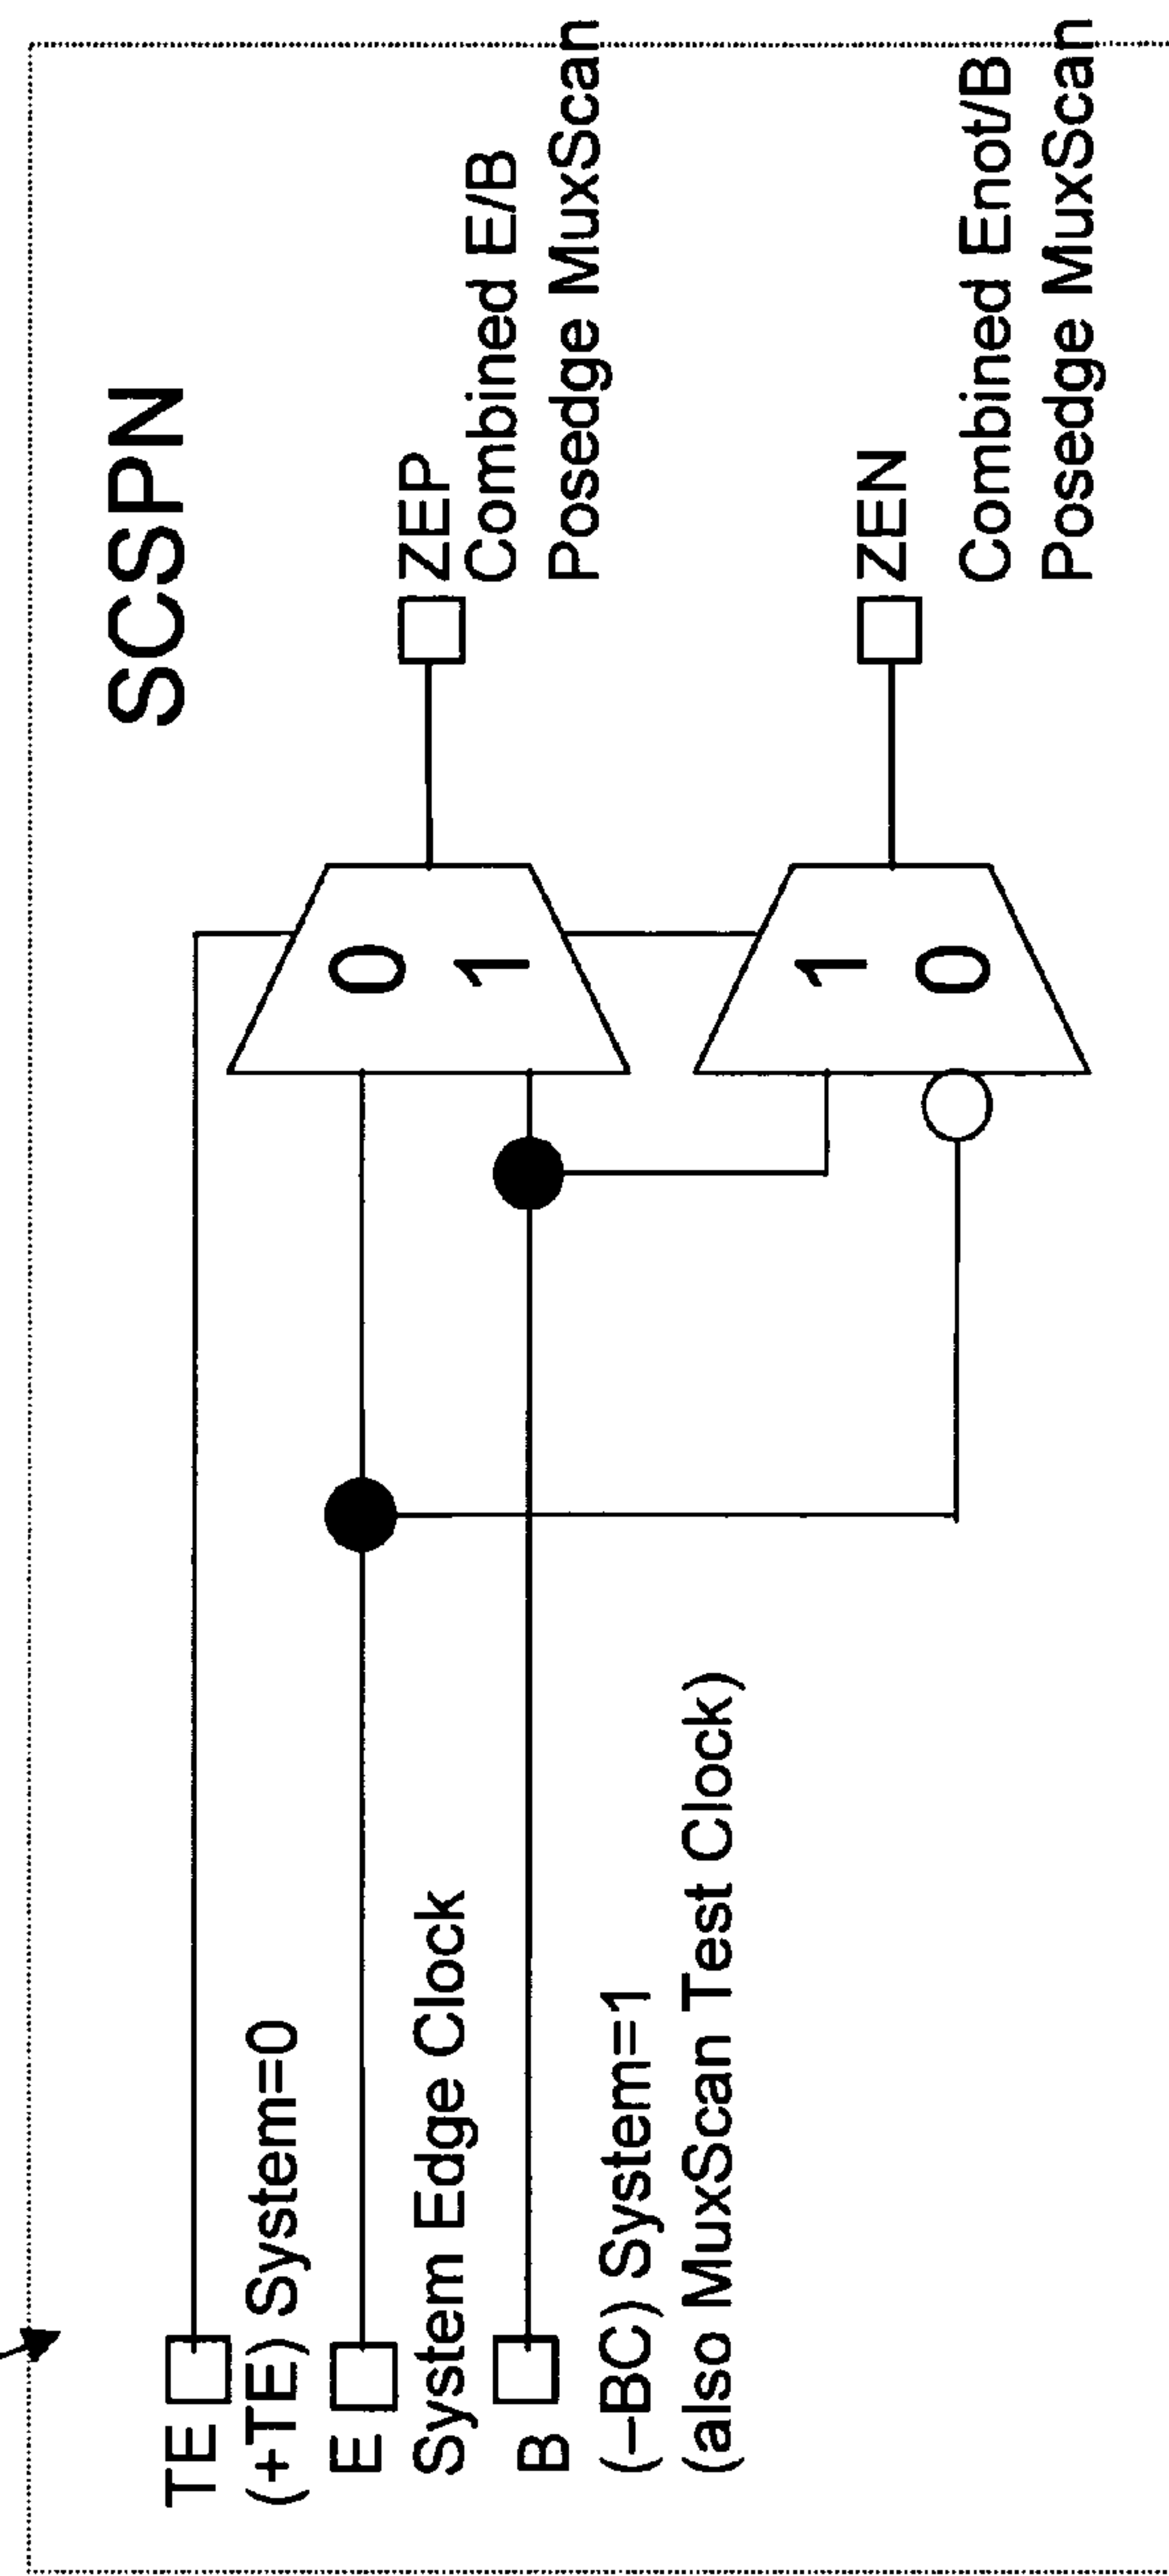 SCSPN
TE
(+TE) System=0
E
System Edge Clock
B
(–BC) System=1
(also MuxScan Test Clock)
0
1
1
0
ZEP
Combined E/B
Posedge MuxScan
ZEN
Combined Enot/B
Posedge MuxScan